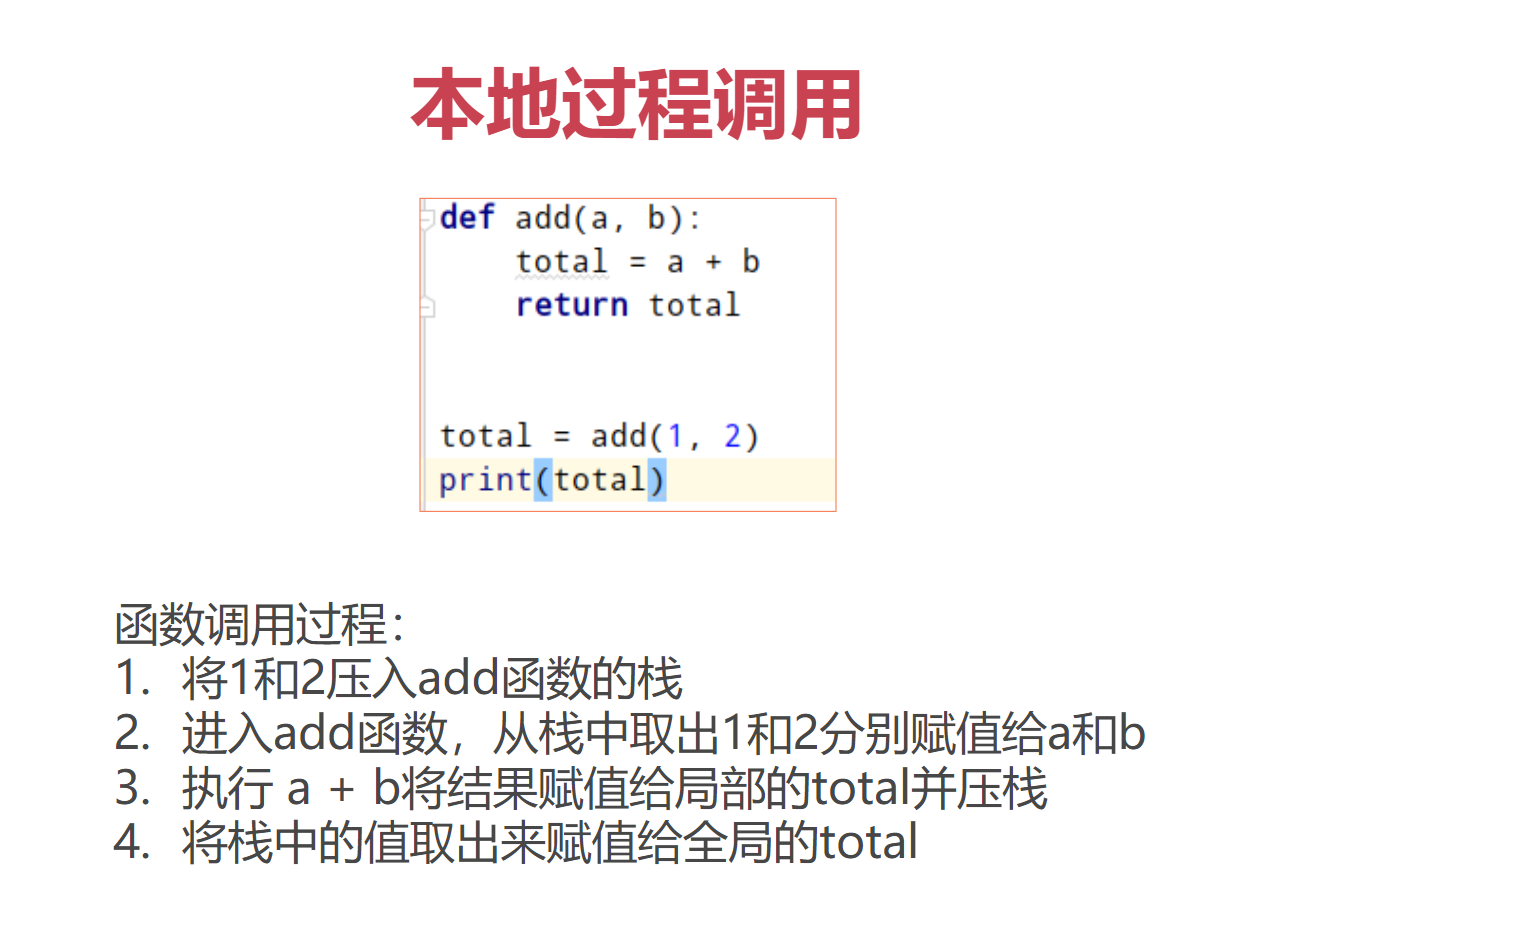 本地过程调用
def add(a, b):
    total = a + b
    return total
total = add(1, 2)
print(total)
函数调用过程：
1. 将1和2压入add函数的栈
2. 进入add函数，从栈中取出1和2分别赋值给a和b
3. 执行 a + b将结果赋值给局部的total并压栈
4. 将栈中的值取出来赋值给全局的total